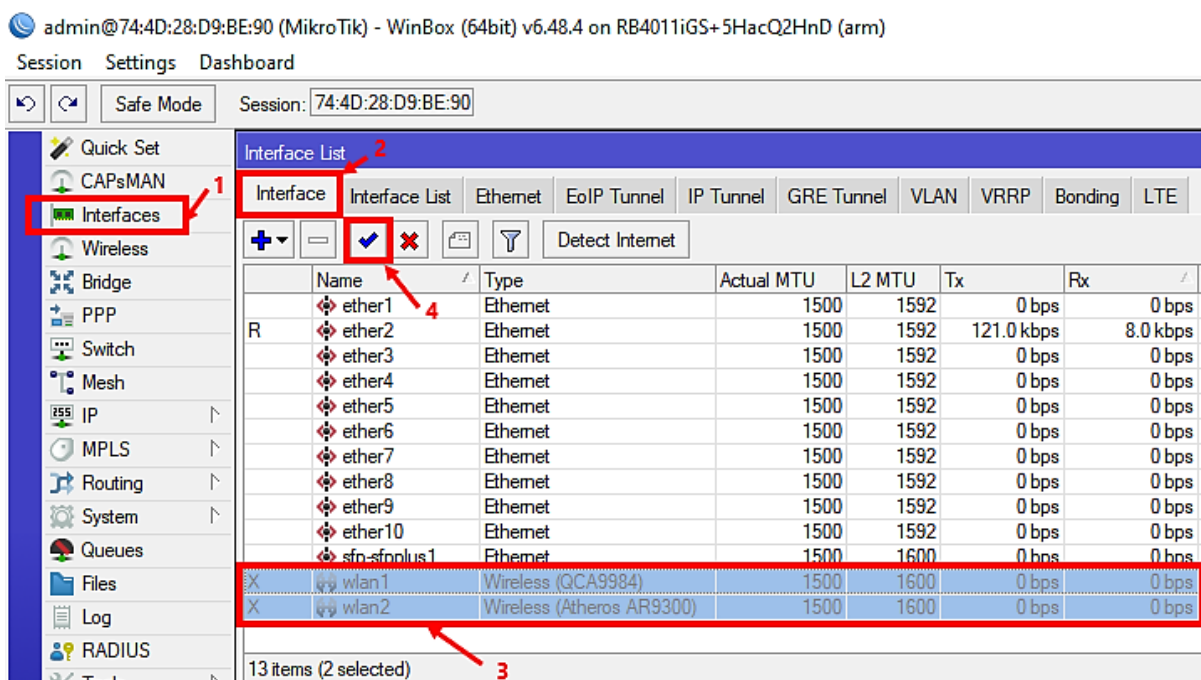 admin@74:4D:28:D9:BE:90 (MikroTik) - WinBox (64bit) v6.48.4 on RB4011iGS+5HacQ2HnD (arm)
Session Settings Dashboard
Safe Mode Session: 74:4D:28:D9:BE:90
Quick Set
CAPsMAN
1
Interfaces
Wireless
Bridge
PPP
Switch
Mesh
255 IP
MPLS
Routing
System
Queues
Files
Log
RADIUS
Interface List 2
Interface Interface List Ethernet EoIP Tunnel IP Tunnel GRE Tunnel VLAN VRRP Bonding LTE
Detect Internet
4
Name Type Actual MTU L2 MTU Tx Rx
ether1 Ethernet 1500 1592 0 bps 0 bps
R ether2 Ethernet 1500 1592 121.0 kbps 8.0 kbps
ether3 Ethernet 1500 1592 0 bps 0 bps
ether4 Ethernet 1500 1592 0 bps 0 bps
ether5 Ethernet 1500 1592 0 bps 0 bps
ether6 Ethernet 1500 1592 0 bps 0 bps
ether7 Ethernet 1500 1592 0 bps 0 bps
ether8 Ethernet 1500 1592 0 bps 0 bps
ether9 Ethernet 1500 1592 0 bps 0 bps
ether10 Ethernet 1500 1592 0 bps 0 bps
sfp-sfpplus1 Ethernet 1500 1600 0 bps 0 bps
X wlan1 Wireless (QCA9984) 1500 1600 0 bps 0 bps
X wlan2 Wireless (Atheros AR9300) 1500 1600 0 bps 0 bps
3
13 items (2 selected)